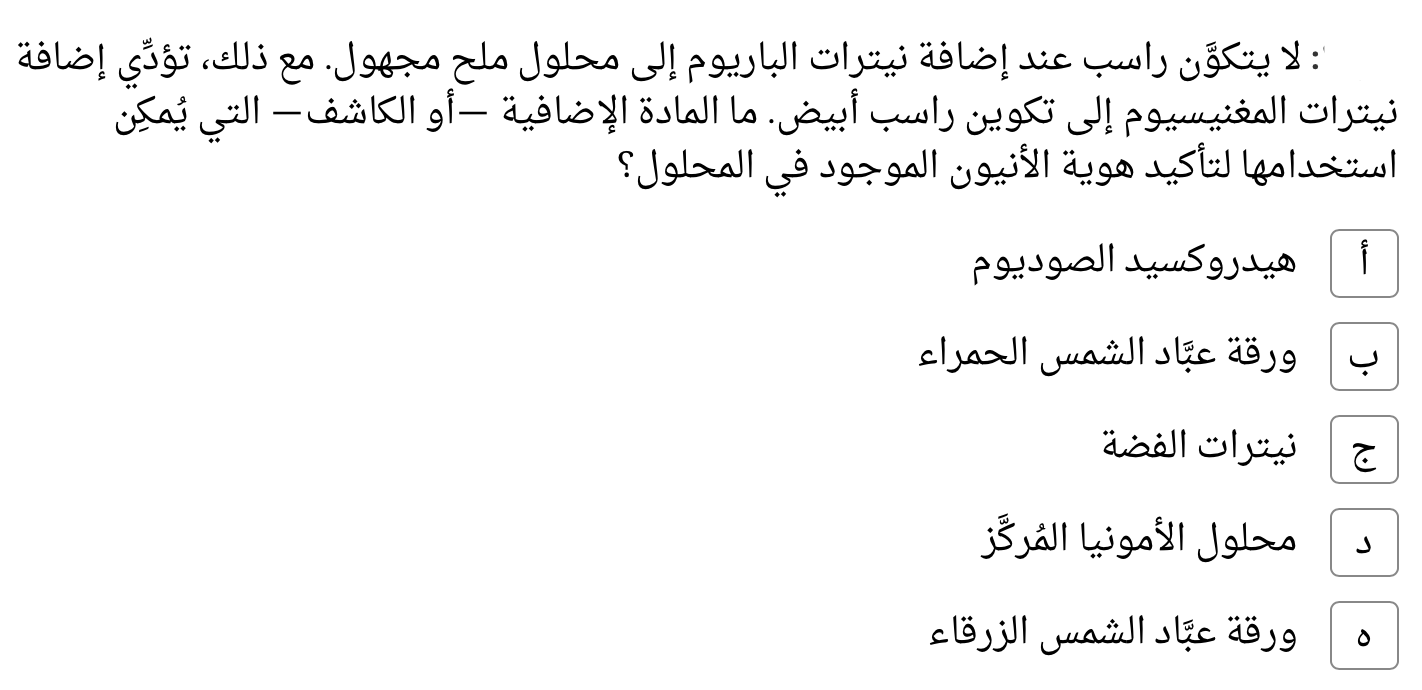 : لا يتكوَّن راسب عند إضافة نيترات الباريوم إلى محلول ملح مجهول. مع ذلك، تؤدِّي إضافة
نيترات المغنيسيوم إلى تكوين راسب أبيض. ما المادة الإضافية —أو الكاشف— التي يُمكِن
استخدامها لتأكيد هوية الأنيون الموجود في المحلول؟
أ هيدروكسيد الصوديوم
ب ورقة عبَّاد الشمس الحمراء
ج نيترات الفضة
د محلول الأمونيا المُركَّز
ه ورقة عبَّاد الشمس الزرقاء